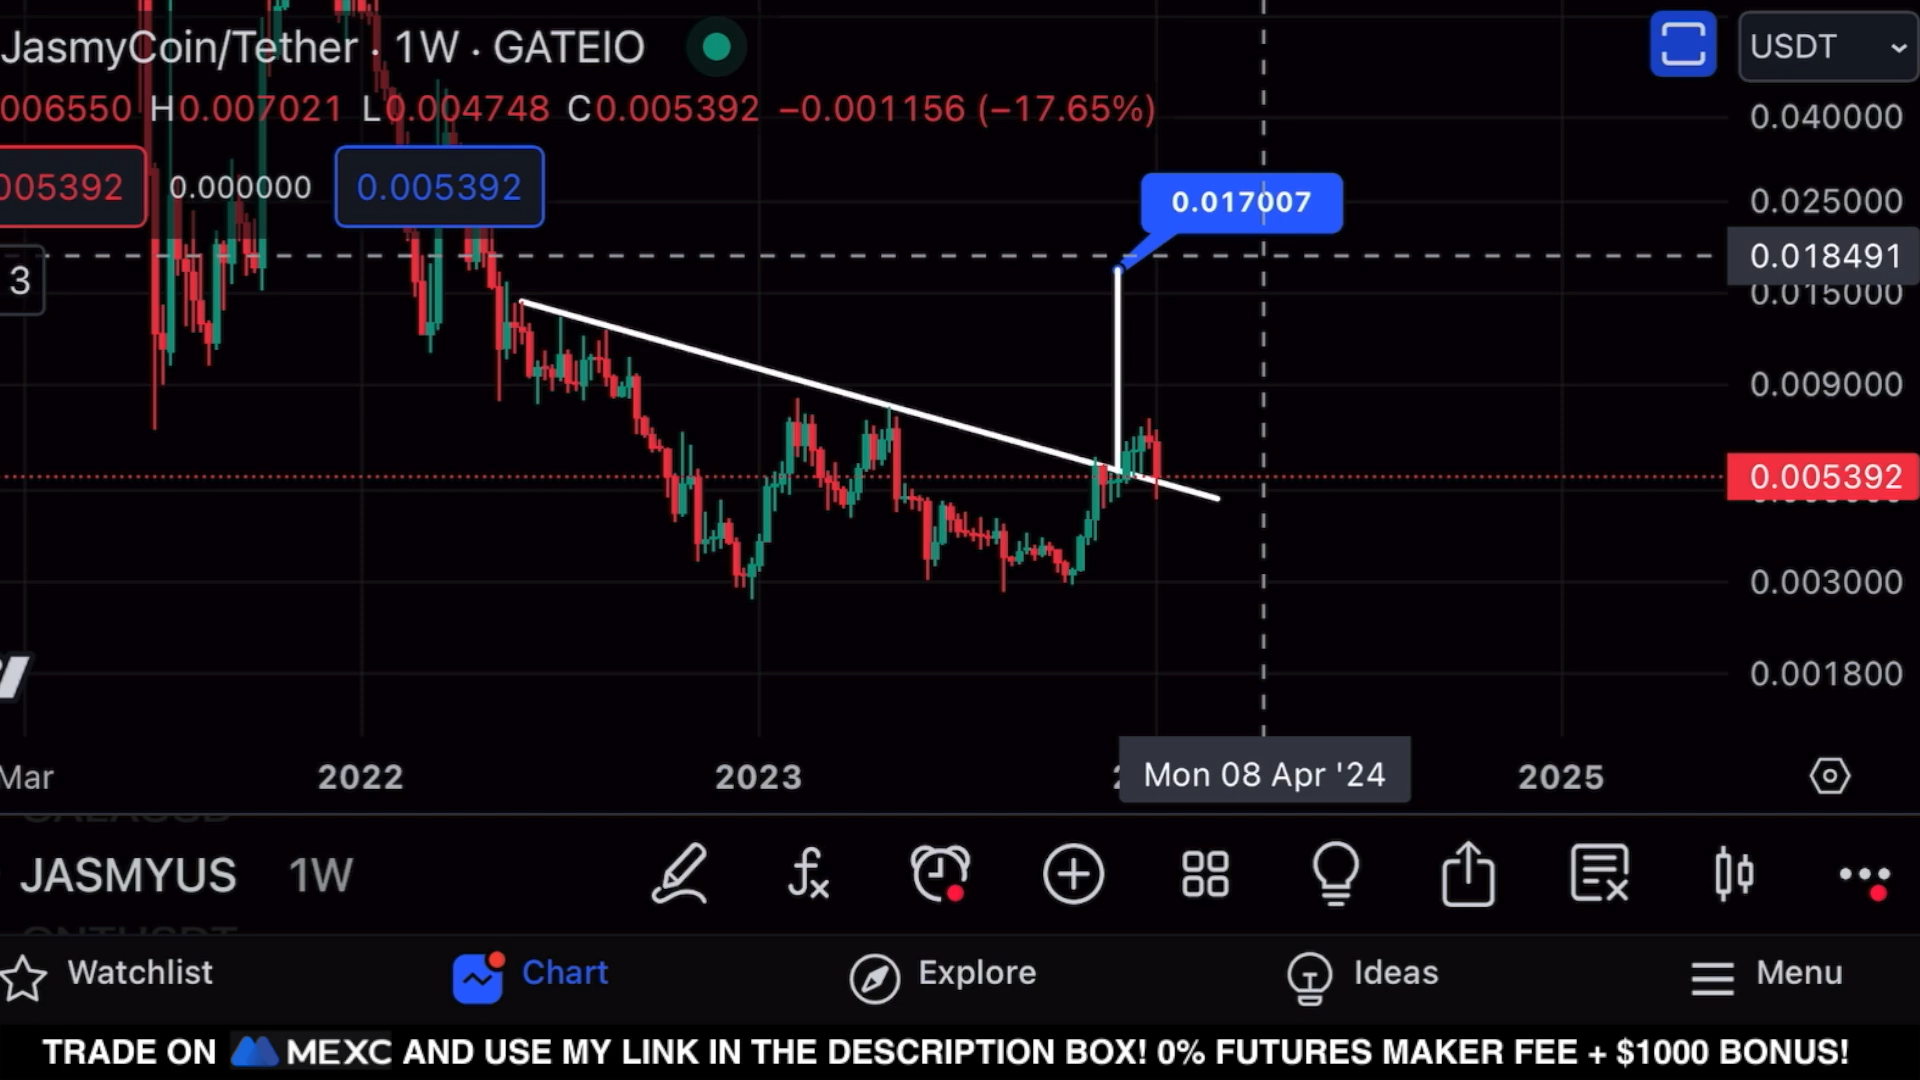 JasmyCoin/Tether · 1W · GATEIO
USDT
006550 H0.007021 L0.004748 C0.005392 −0.001156 (−17.65%)
0.040000
005392 0.000000 0.005392
0.017007
0.025000
0.018491
3
0.015000
0.009000
0.005392
0.003000
0.001800
Mar 2022 2023 Mon 08 Apr '24 2025
JASMYUS 1W
Watchlist Chart Explore Ideas Menu
TRADE ON MEXC AND USE MY LINK IN THE DESCRIPTION BOX! 0% FUTURES MAKER FEE + $1000 BONUS!